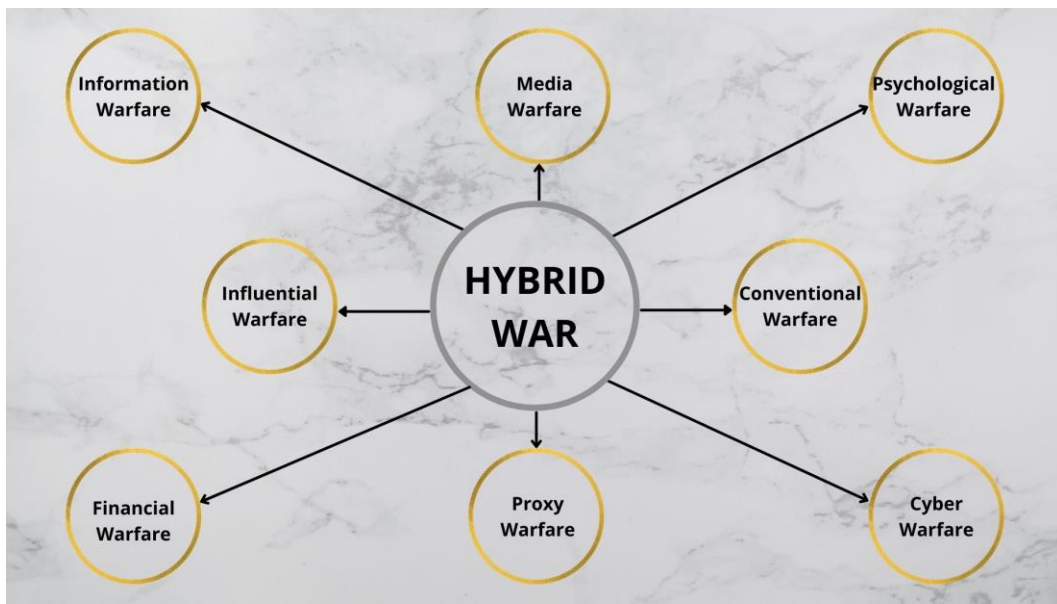 Information
Warfare
Media
Warfare
Psychological
Warfare
Influential
Warfare
HYBRID
WAR
Conventional
Warfare
Financial
Warfare
Proxy
Warfare
Cyber
Warfare